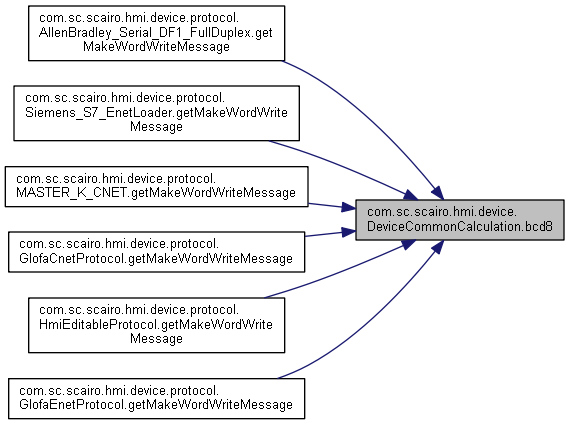 com.sc.scairo.hmi.device.protocol.
AllenBradley_Serial_DF1_FullDuplex.get
MakeWordWriteMessage
com.sc.scairo.hmi.device.protocol.
Siemens_S7_EnetLoader.getMakeWordWrite
Message
com.sc.scairo.hmi.device.protocol.
MASTER_K_CNET.getMakeWordWriteMessage
com.sc.scairo.hmi.device.
DeviceCommonCalculation.bcd8
com.sc.scairo.hmi.device.protocol.
GlofaCnetProtocol.getMakeWordWriteMessage
com.sc.scairo.hmi.device.protocol.
HmiEditableProtocol.getMakeWordWrite
Message
com.sc.scairo.hmi.device.protocol.
GlofaEnetProtocol.getMakeWordWriteMessage